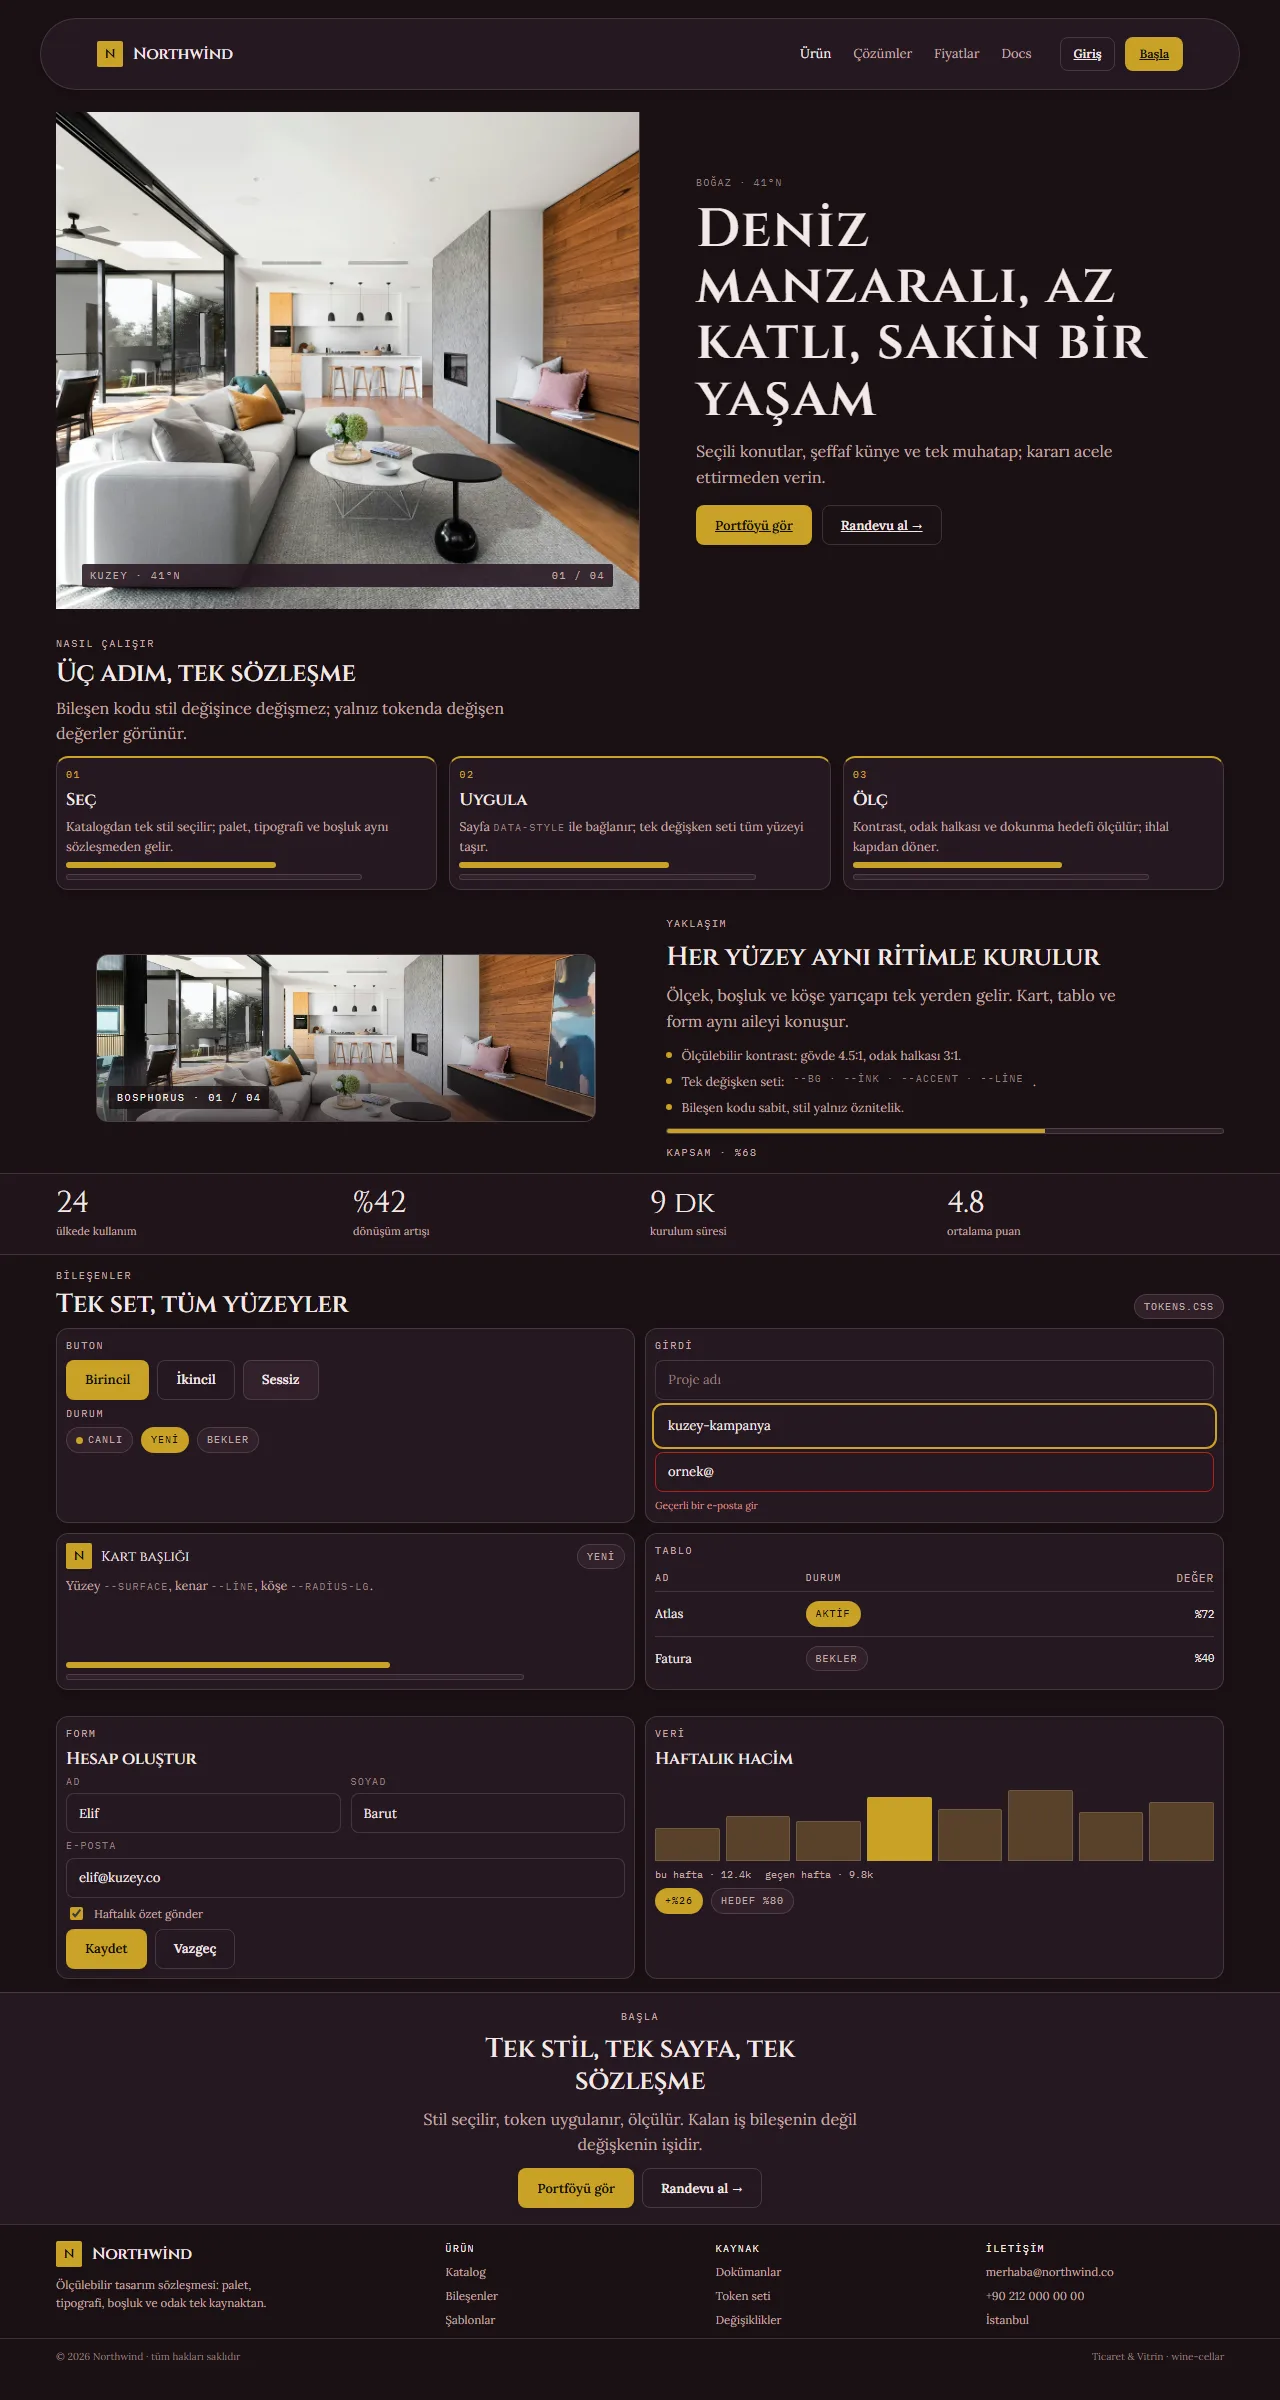 N Northwind
Ürün Çözümler Fiyatlar Docs Giriş Başla
BOĞAZ · 41°N
DENİZ
MANZARALI, AZ
KATLI, SAKİN BİR
YAŞAM
Seçili konutlar, şeffaf künye ve tek muhatap; kararı acele
ettirmeden verin.
Portföyü gör Randevu al →
KUZEY · 41°N 01 / 04
NASIL ÇALIŞIR
Üç adım, tek sözleşme
Bileşen kodu stil değişince değişmez; yalnız tokenda değişen
değerler görünür.
01
Seç
Katalogdan tek stil seçilir; palet, tipografi ve boşluk aynı
sözleşmeden gelir.
02
Uygula
Sayfa DATA-STYLE ile bağlanır; tek değişken seti tüm yüzeyi
taşır.
03
Ölç
Kontrast, odak halkası ve dokunma hedefi ölçülür; ihlal
kapıdan döner.
BOSPHORUS · 01 / 04
YAKLAŞIM
Her yüzey aynı ritimle kurulur
Ölçek, boşluk ve köşe yarıçapı tek yerden gelir. Kart, tablo ve
form aynı aileyi konuşur.
Ölçülebilir kontrast: gövde 4.5:1, odak halkası 3:1.
Tek değişken seti: --BG · --İNK · --ACCENT · --LİNE .
Bileşen kodu sabit, stil yalnız öznitelik.
KAPSAM · %68
24
ülkede kullanım
%42
dönüşüm artışı
9 dk
kurulum süresi
4.8
ortalama puan
BİLEŞENLER
Tek set, tüm yüzeyler
TOKENS.CSS
BUTON
Birincil İkincil Sessiz
DURUM
CANLI YENİ BEKLER
GİRDİ
Proje adı
kuzey-kampanya
ornek@
Geçerli bir e-posta gir
N Kart başlığı YENİ
Yüzey --SURFACE, kenar --LİNE, köşe --RADİUS-LG.
TABLO
AD DURUM DEĞER
Atlas AKTİF %72
Fatura BEKLER %40
FORM
Hesap oluştur
AD SOYAD
Elif Barut
E-POSTA
elif@kuzey.co
Haftalık özet gönder
Kaydet Vazgeç
VERİ
Haftalık hacim
bu hafta · 12.4k geçen hafta · 9.8k
+%26 HEDEF %80
BAŞLA
Tek stil, tek sayfa, tek
sözleşme
Stil seçilir, token uygulanır, ölçülür. Kalan iş bileşenin değil
değişkenin işidir.
Portföyü gör Randevu al →
N Northwind
Ölçülebilir tasarım sözleşmesi: palet,
tipografi, boşluk ve odak tek kaynaktan.
ÜRÜN
Katalog
Bileşenler
Şablonlar
KAYNAK
Dokümanlar
Token seti
Değişiklikler
İLETİŞİM
merhaba@northwind.co
+90 212 000 00 00
İstanbul
© 2026 Northwind · tüm hakları saklıdır
Ticaret & Vitrin · wine-cellar